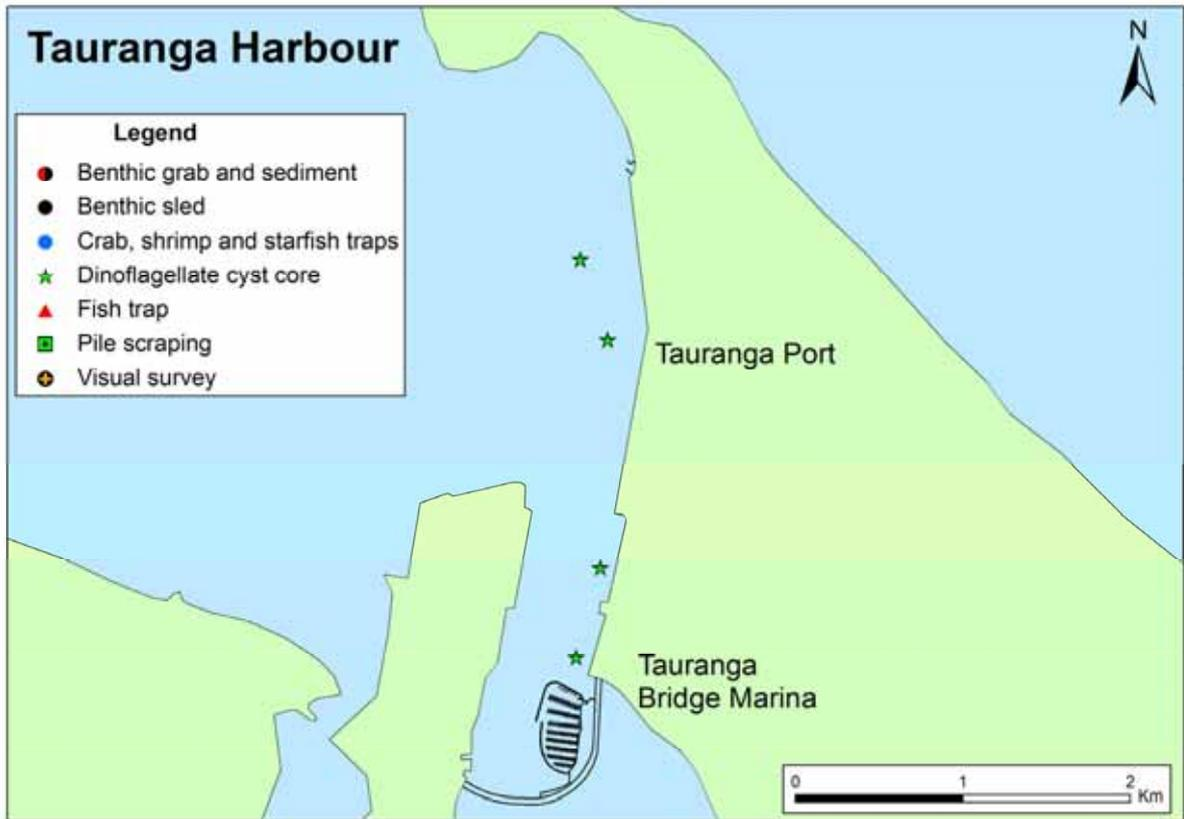 Tauranga Harbour
N
Legend
Benthic grab and sediment
Benthic sled
Crab, shrimp and starfish traps
Dinoflagellate cyst core
Fish trap
Pile scraping
Visual survey
Tauranga Port
Tauranga
Bridge Marina
0 1 2
Km